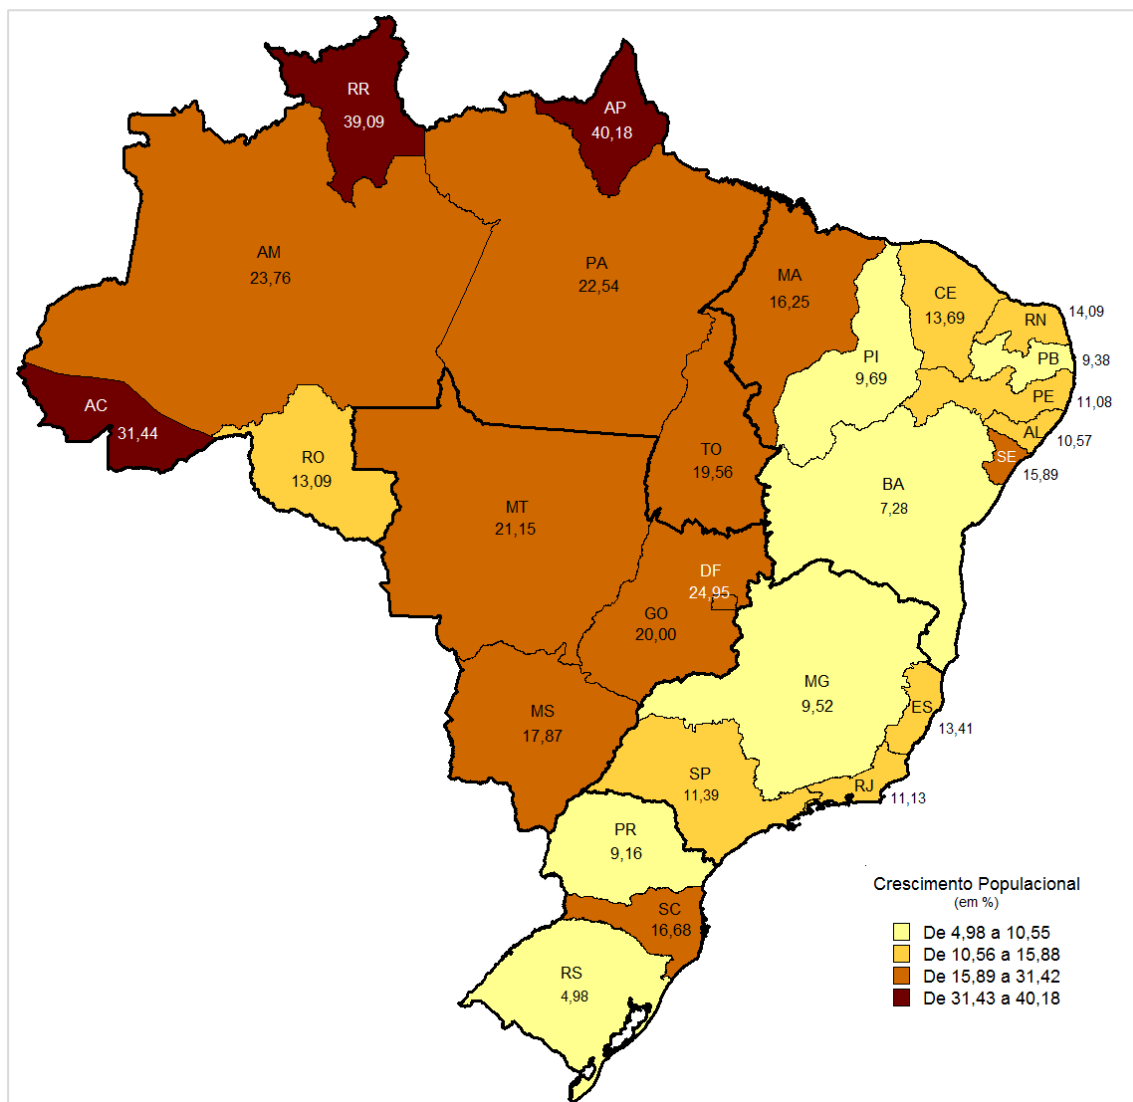 RR
39,09
AP
40,18
AM
23,76
PA
22,54
MA
16,25
CE
13,69
RN
14,09
PI
9,69
PB
9,38
PE
11,08
AL
10,57
SE
15,89
AC
31,44
RO
13,09
TO
19,56
BA
7,28
MT
21,15
DF
24,95
GO
20,00
MG
9,52
ES
13,41
MS
17,87
SP
11,39
RJ
11,13
PR
9,16
SC
16,68
RS
4,98
Crescimento Populacional
(em %)
De 4,98 a 10,55
De 10,56 a 15,88
De 15,89 a 31,42
De 31,43 a 40,18